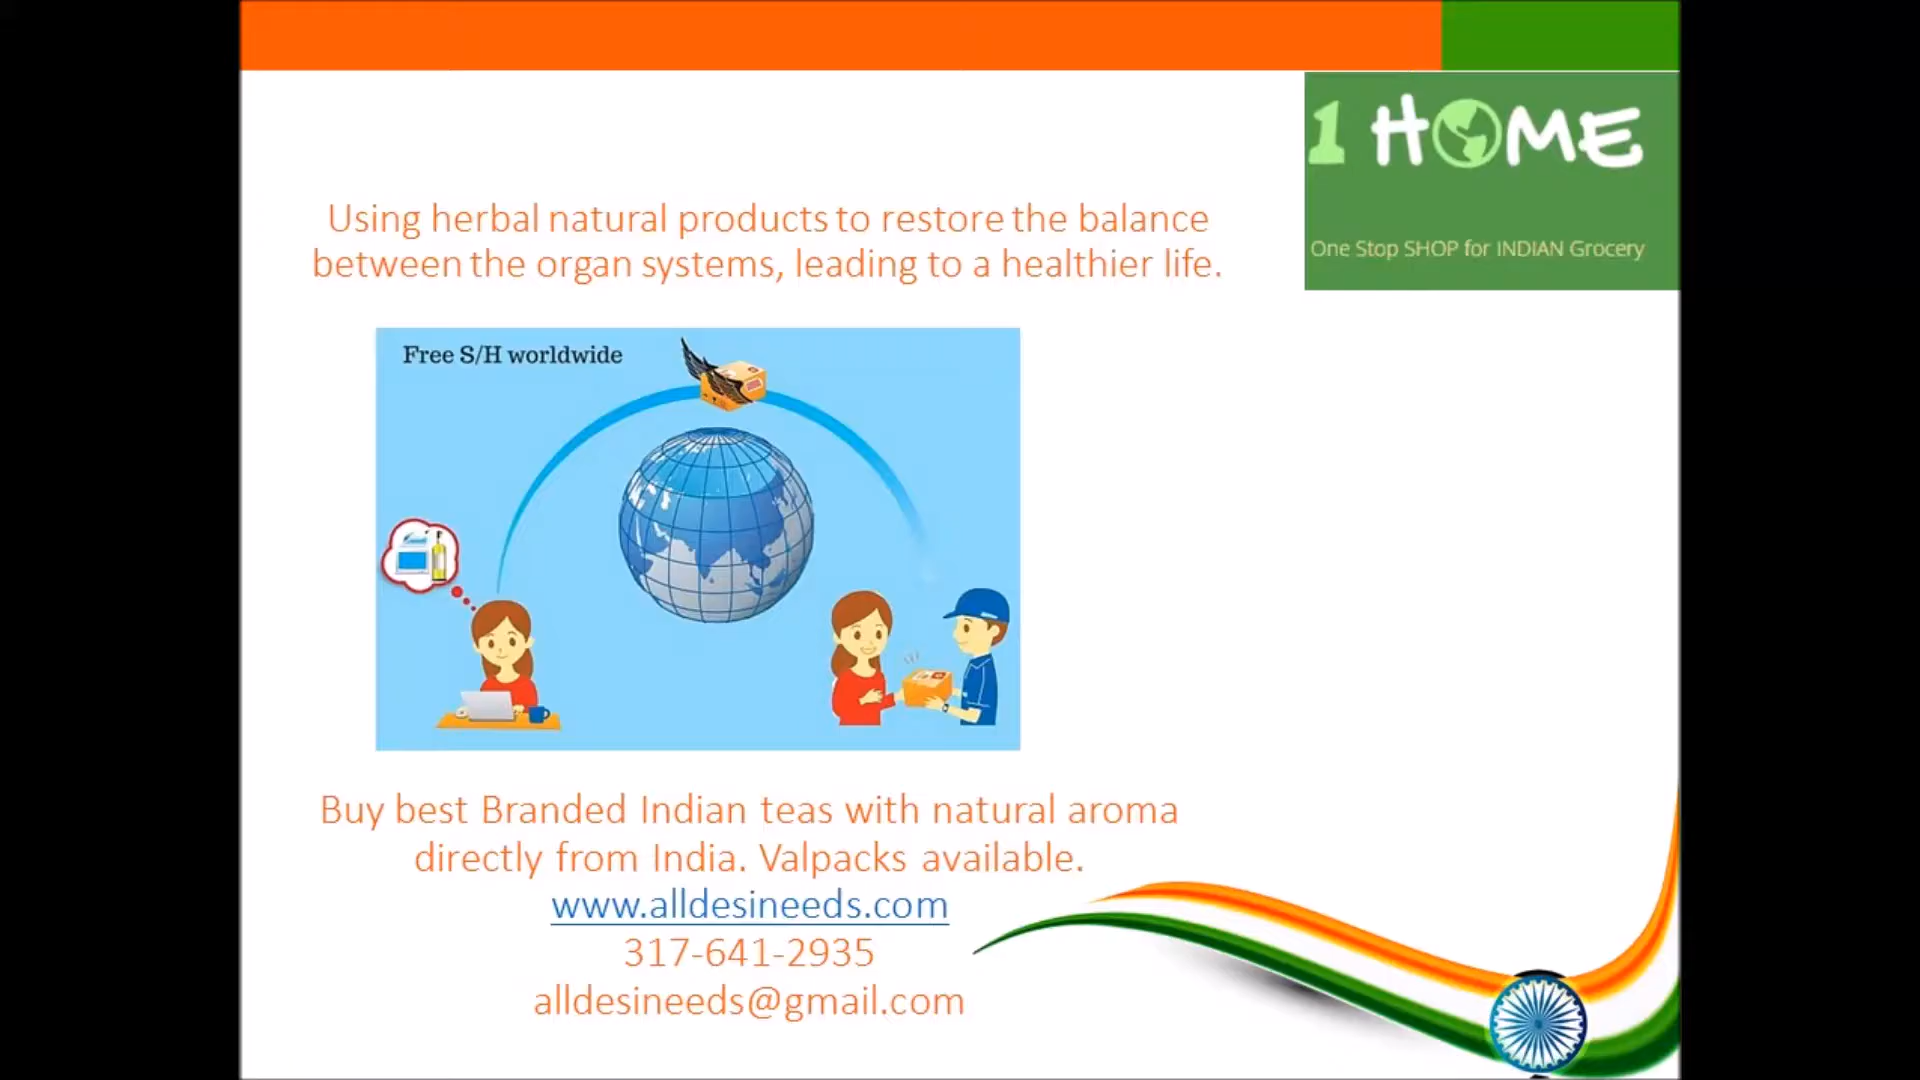 1 HOME
One Stop SHOP for INDIAN Grocery
Using herbal natural products to restore the balance
between the organ systems, leading to a healthier life.
Free S/H worldwide
Buy best Branded Indian teas with natural aroma
directly from India. Valpacks available.
www.alldesineeds.com
317-641-2935
alldesineeds@gmail.com